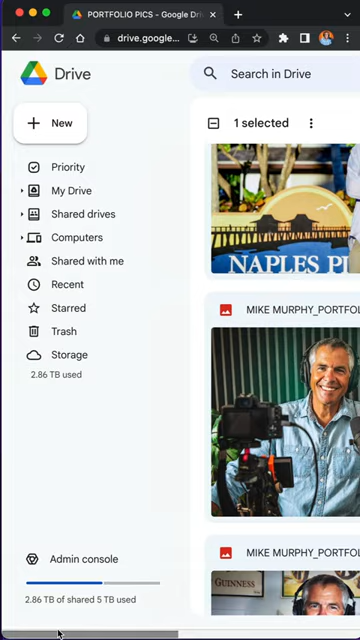 PORTFOLIO PICS - Google Dri
drive.google...
Drive
Search in Drive
New
1 selected
Priority
My Drive
Shared drives
Computers
Shared with me
Recent
Starred
Trash
Storage
2.86 TB used
NAPLES PI
MIKE MURPHY_PORTFOL
MIKE MURPHY_PORTFOL
GUINNESS
Admin console
2.86 TB of shared 5 TB used